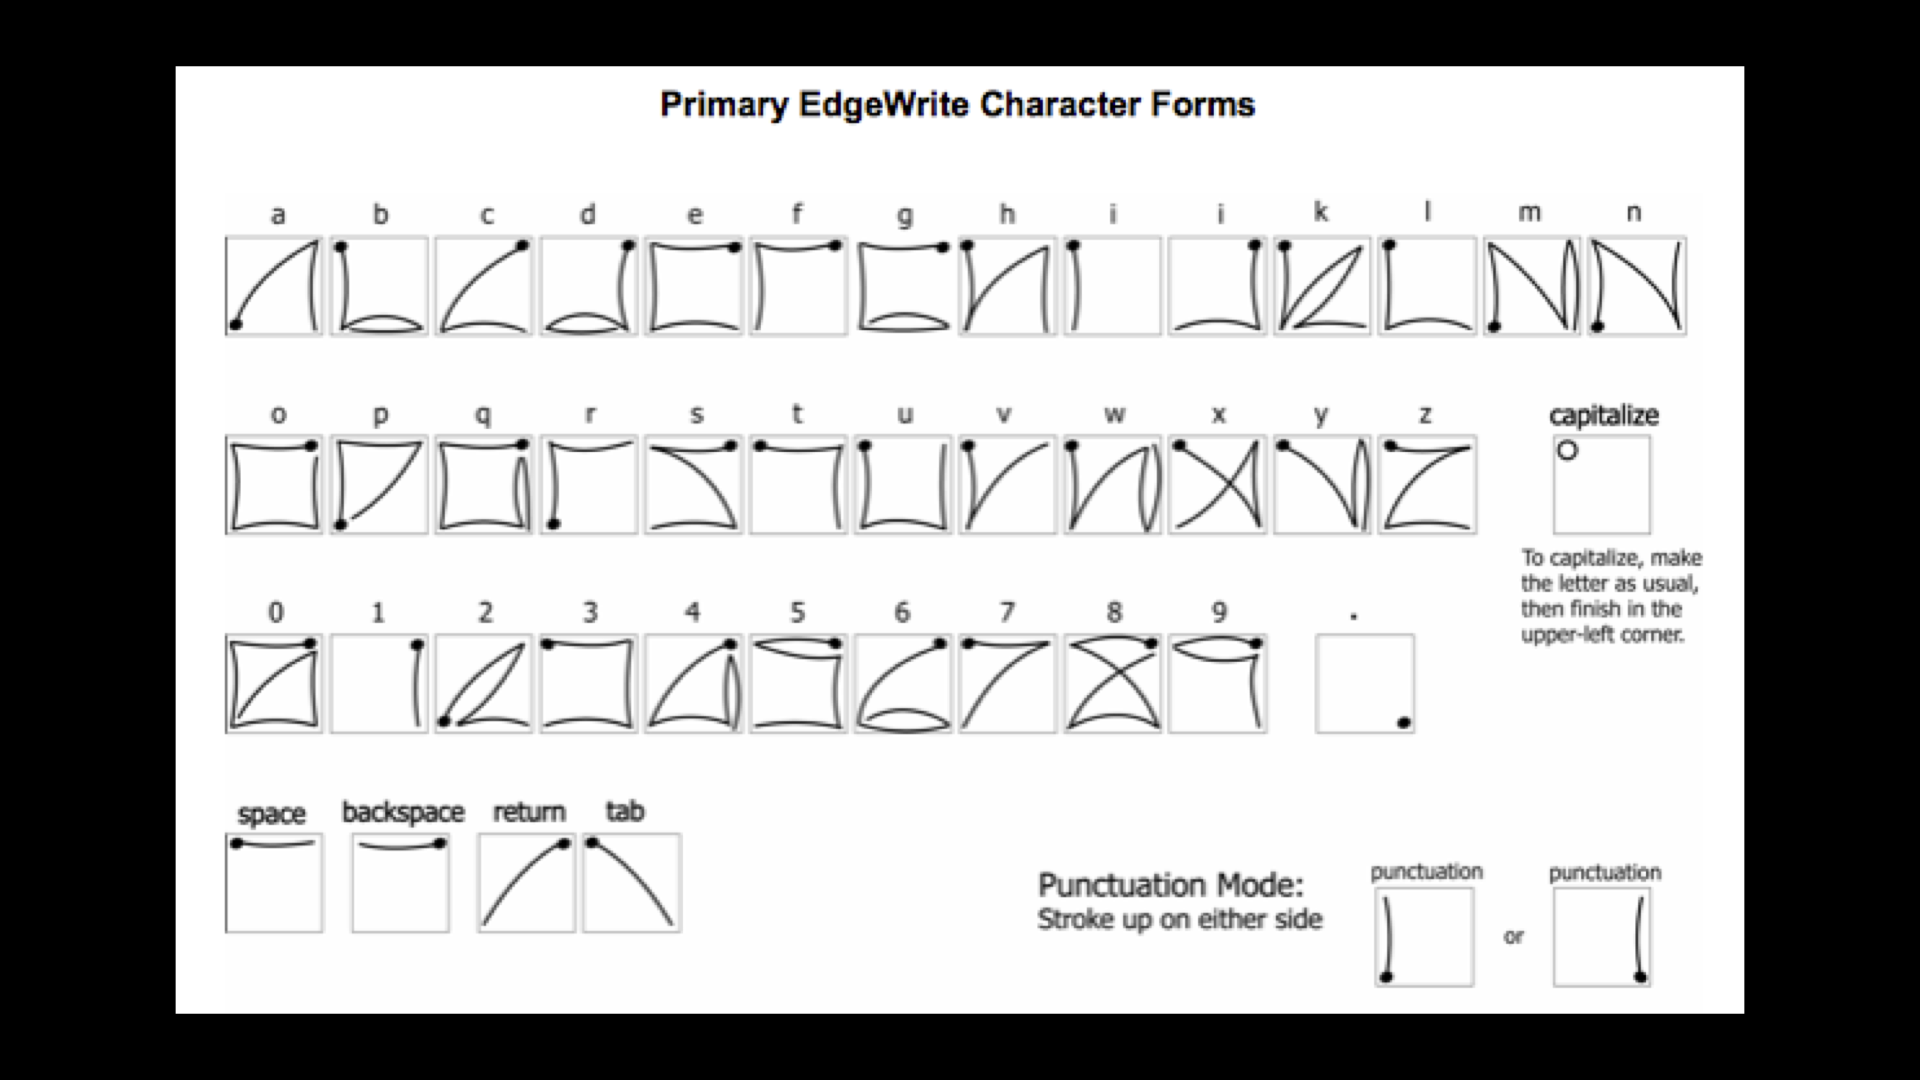 Primary EdgeWrite Character Forms
a b c d e f g h i i k l m n
o p q r s t u v w x y z capitalize
To capitalize, make
the letter as usual,
then finish in the
upper-left corner.
0 1 2 3 4 5 6 7 8 9 .
space backspace return tab
Punctuation Mode:
Stroke up on either side
punctuation or punctuation